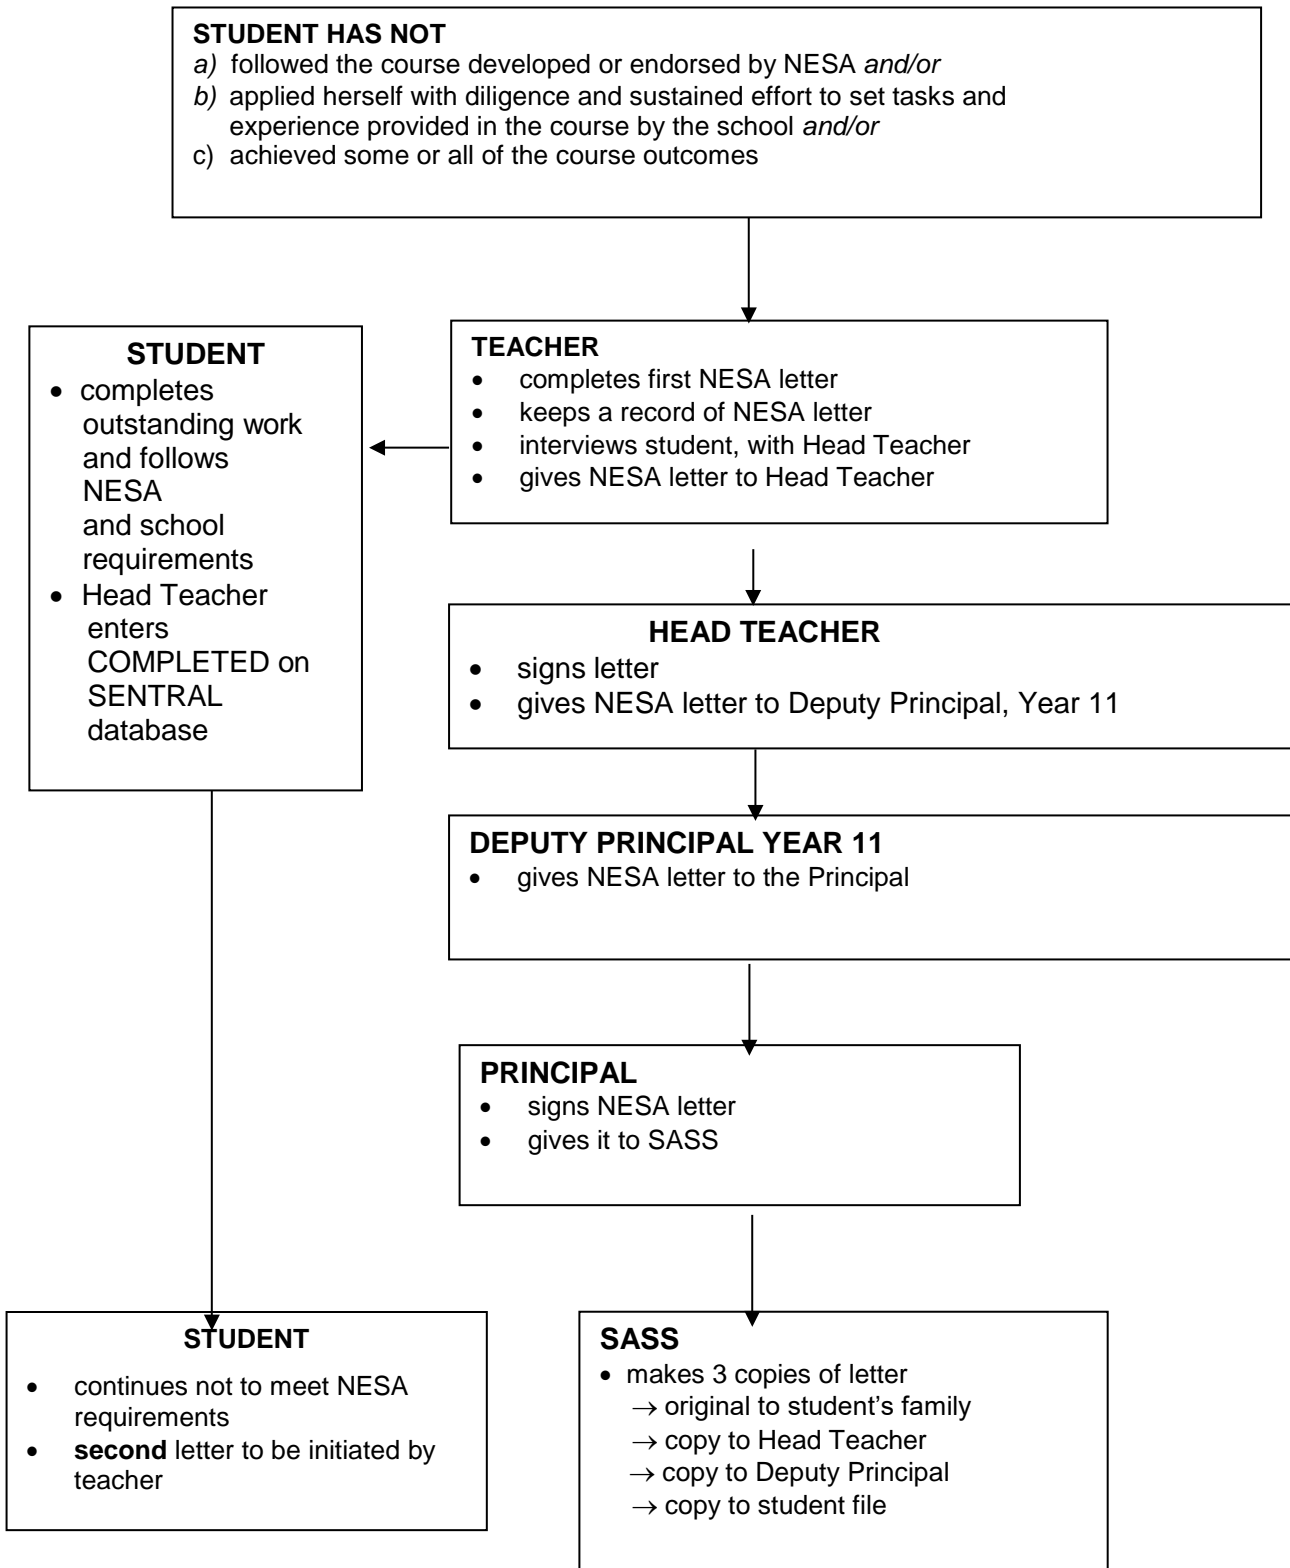 STUDENT HAS NOT
a) followed the course developed or endorsed by NESA and/or
b) applied herself with diligence and sustained effort to set tasks and
experience provided in the course by the school and/or
c) achieved some or all of the course outcomes
TEACHER
• completes first NESA letter
• keeps a record of NESA letter
• interviews student, with Head Teacher
• gives NESA letter to Head Teacher
STUDENT
• completes
outstanding work
and follows
NESA
and school
requirements
• Head Teacher
enters
COMPLETED on
SENTRAL
database
HEAD TEACHER
• signs letter
• gives NESA letter to Deputy Principal, Year 11
DEPUTY PRINCIPAL YEAR 11
• gives NESA letter to the Principal
PRINCIPAL
• signs NESA letter
• gives it to SASS
STUDENT
• continues not to meet NESA
requirements
• second letter to be initiated by
teacher
SASS
• makes 3 copies of letter
→ original to student’s family
→ copy to Head Teacher
→ copy to Deputy Principal
→ copy to student file